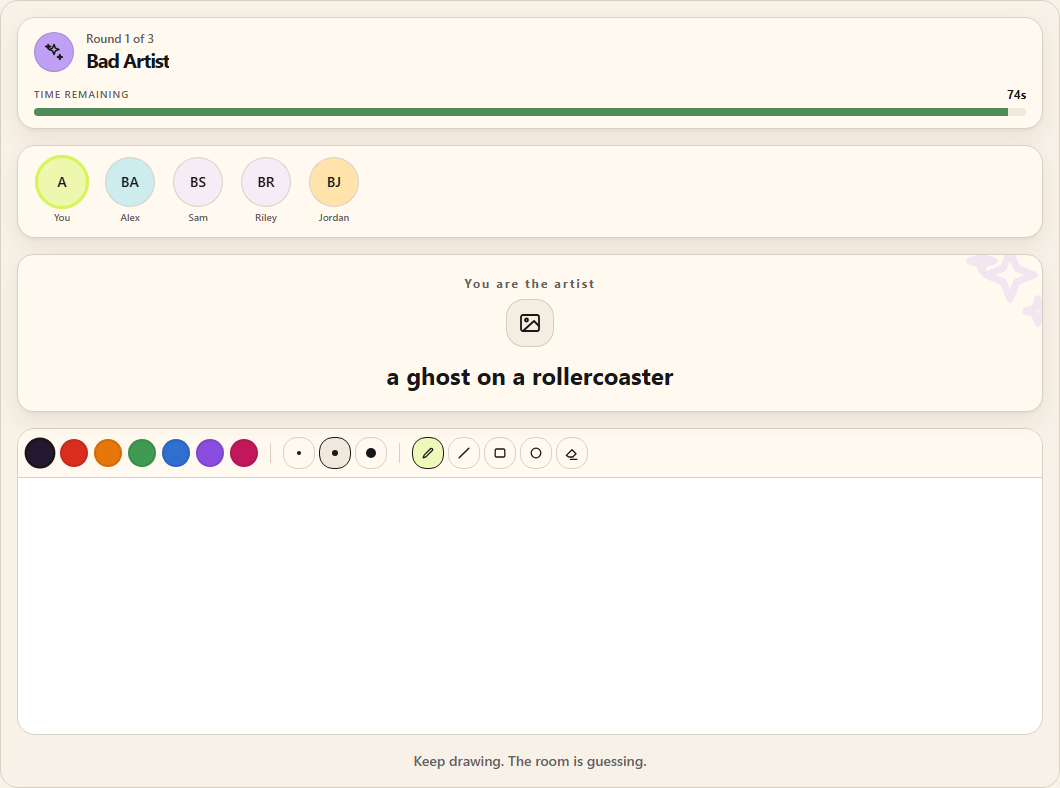 Round 1 of 3
Bad Artist
TIME REMAINING
74s
A
BA
BS
BR
BJ
You
Alex
Sam
Riley
Jordan
You are the artist
a ghost on a rollercoaster
Keep drawing. The room is guessing.